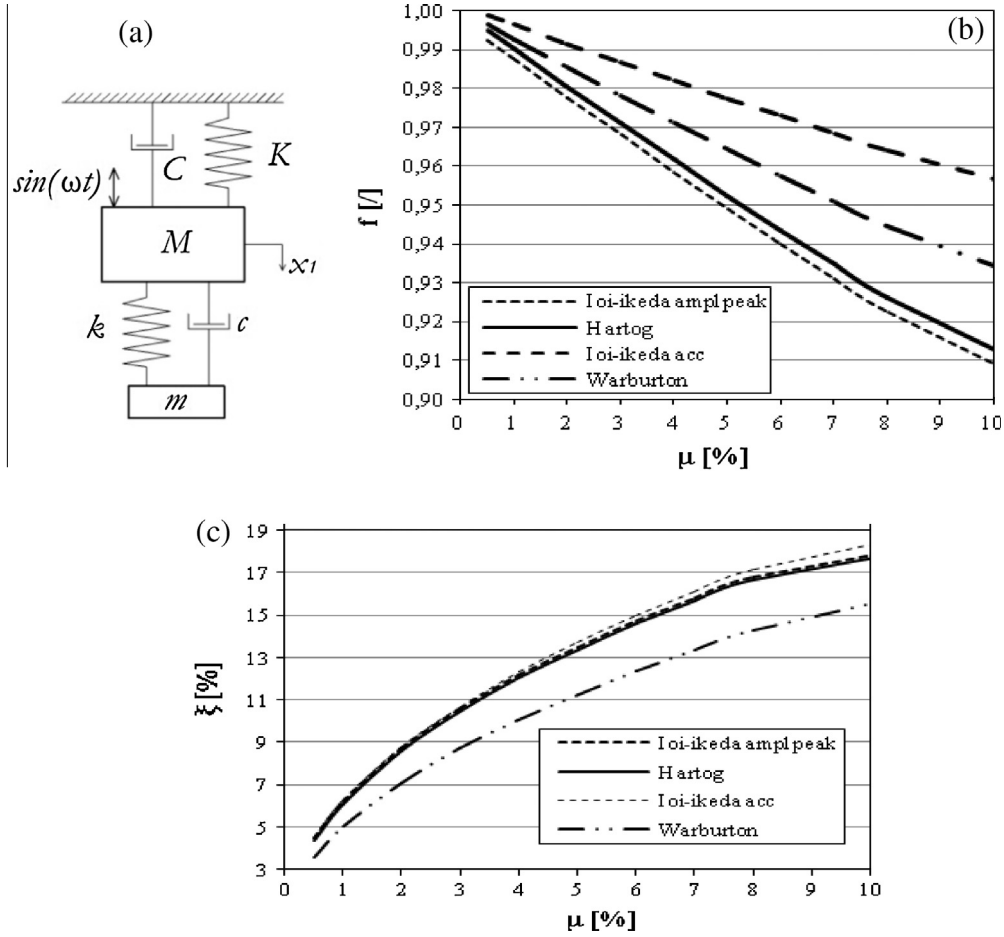 (a)
C
K
sin(ωt)
M
x1
k
c
m
(b)
1,00
0,99
0,98
0,97
0,96
0,95
0,94
0,93
0,92
0,91
0,90
f [/]
Ioi-ikeda ampl peak
Hartog
Ioi-ikeda acc
Warburton
0 1 2 3 4 5 6 7 8 9 10
μ [%]
(c)
19
17
15
13
11
9
7
5
3
ξ [%]
Ioi-ikeda ampl peak
Hartog
Ioi-ikeda acc
Warburton
0 1 2 3 4 5 6 7 8 9 10
μ [%]